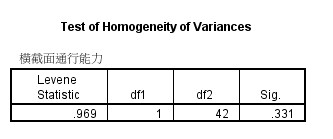 Test of Homogeneity of Variances
橫截面通行能力
Levene
Statistic df1 df2 Sig.
.969 1 42 .331